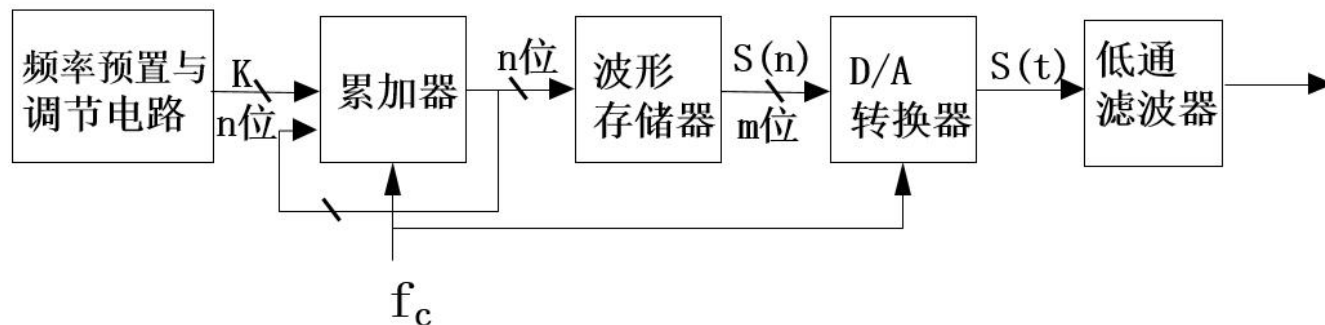 频率预置与
调节电路
K
n位
累加器
n位
波形
存储器
S(n)
m位
D/A
转换器
S(t)
低通
滤波器
fc